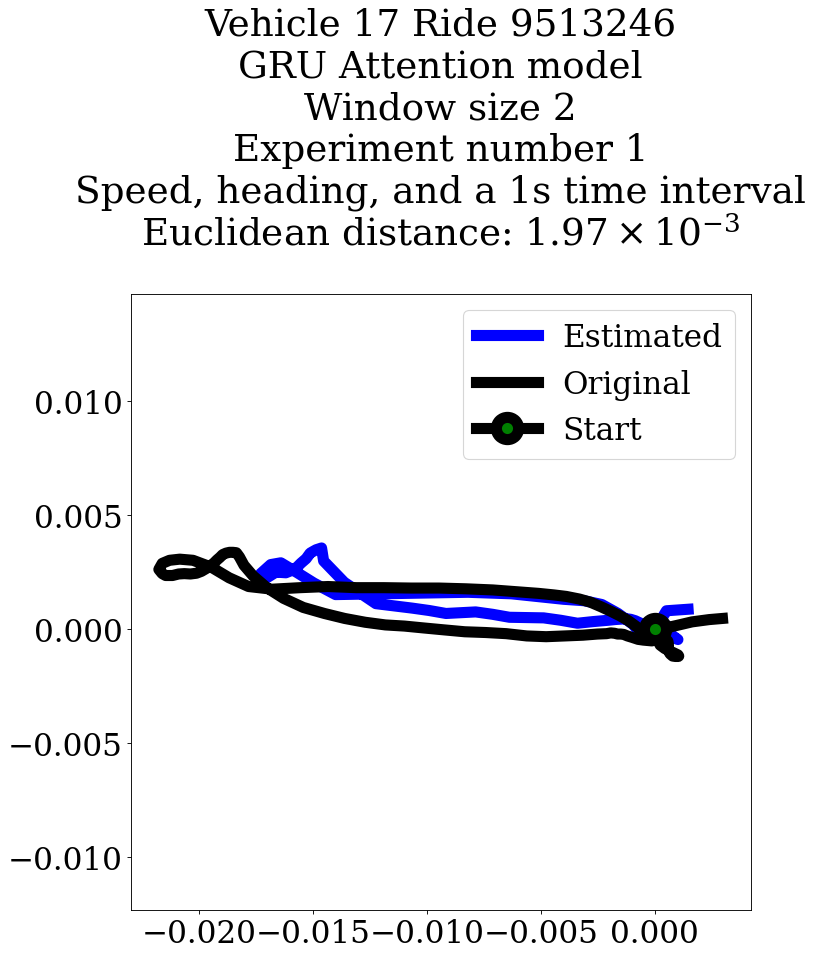 Vehicle 17 Ride 9513246
GRU Attention model
Window size 2
Experiment number 1
Speed, heading, and a 1s time interval
Euclidean distance: 1.97 × 10⁻³
Estimated
Original
Start
0.010
0.005
0.000
−0.005
−0.010
−0.020 −0.015 −0.010 −0.005 0.000